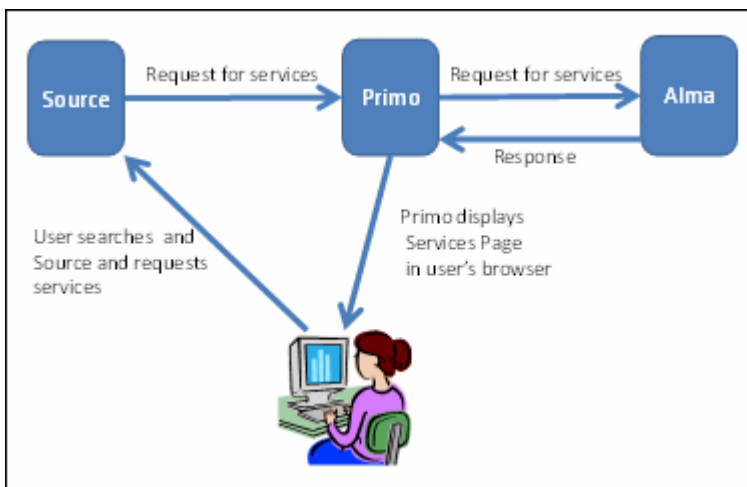 Request for services
Request for services
Source
Primo
Alma
Response
User searches and
Source and requests
services
Primo displays
Services Page
in user's browser